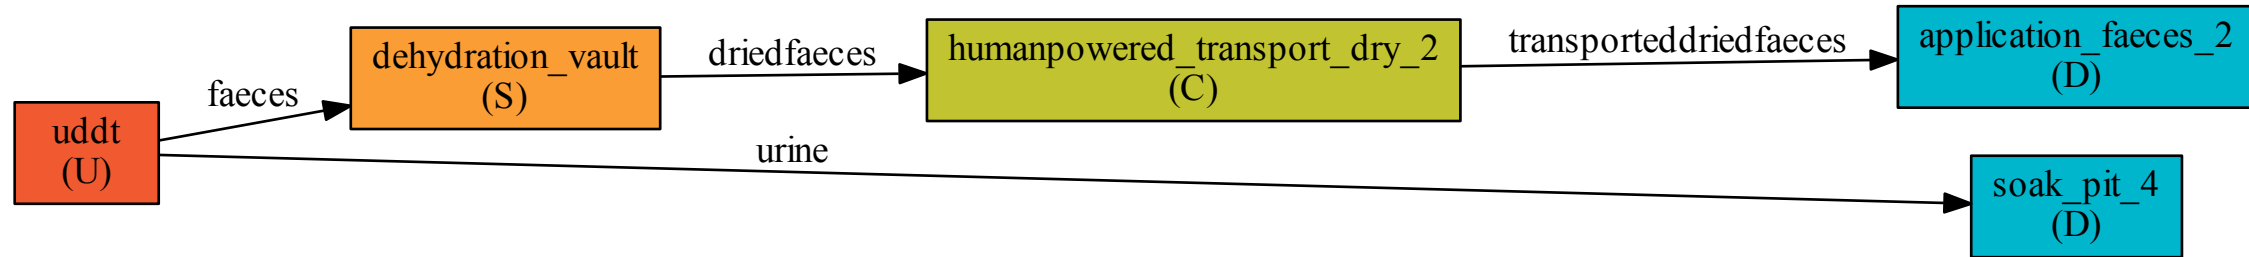 uddt
(U)
faeces
dehydration_vault
(S)
driedfaeces
humanpowered_transport_dry_2
(C)
transporteddriedfaeces
application_faeces_2
(D)
urine
soak_pit_4
(D)